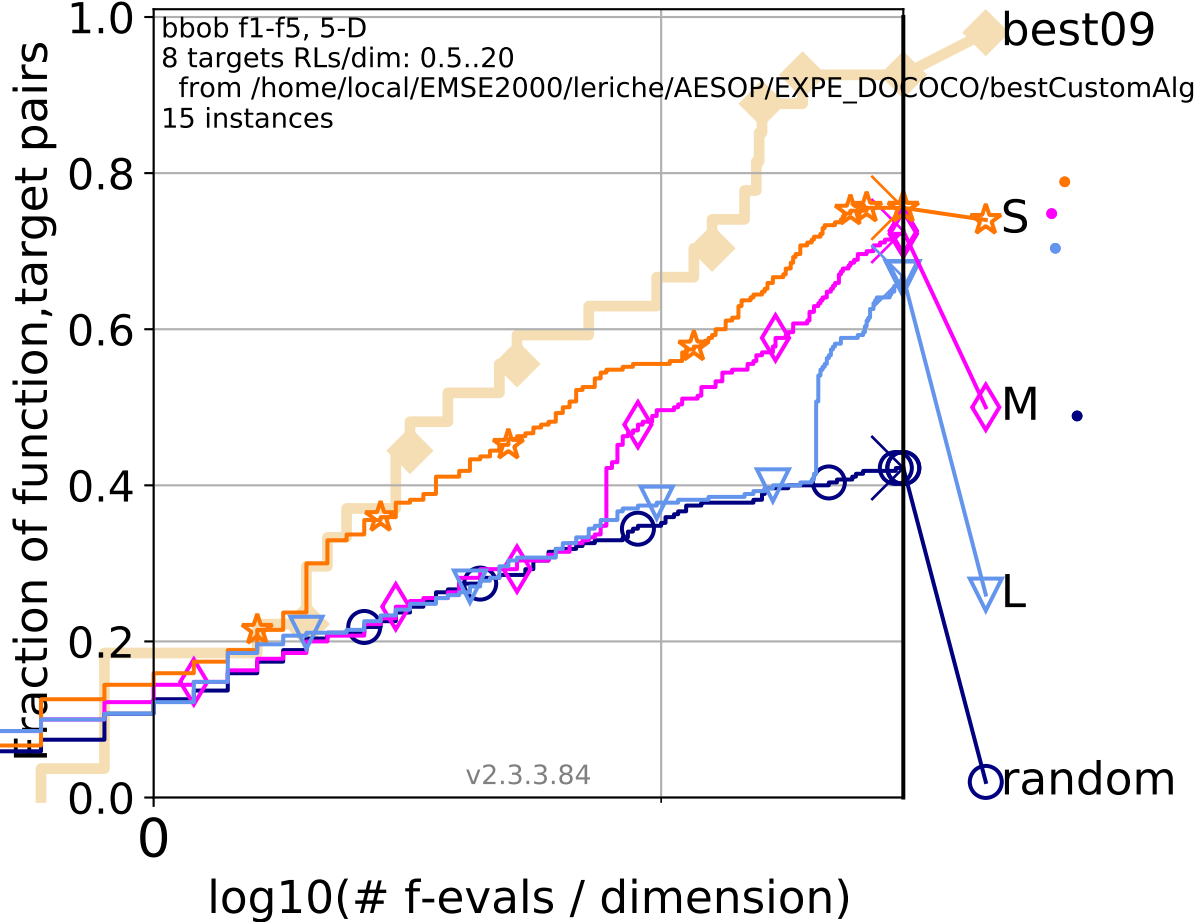 1.0
0.8
0.6
0.4
0.2
0.0
0
Fraction of function,target pairs
log10(# f-evals / dimension)
bbob f1-f5, 5-D
8 targets RLs/dim: 0.5..20
from /home/local/EMSE2000/leriche/AESOP/EXPE_DOCOCO/bestCustomAlg
15 instances
best09
S
M
L
random
v2.3.3.84